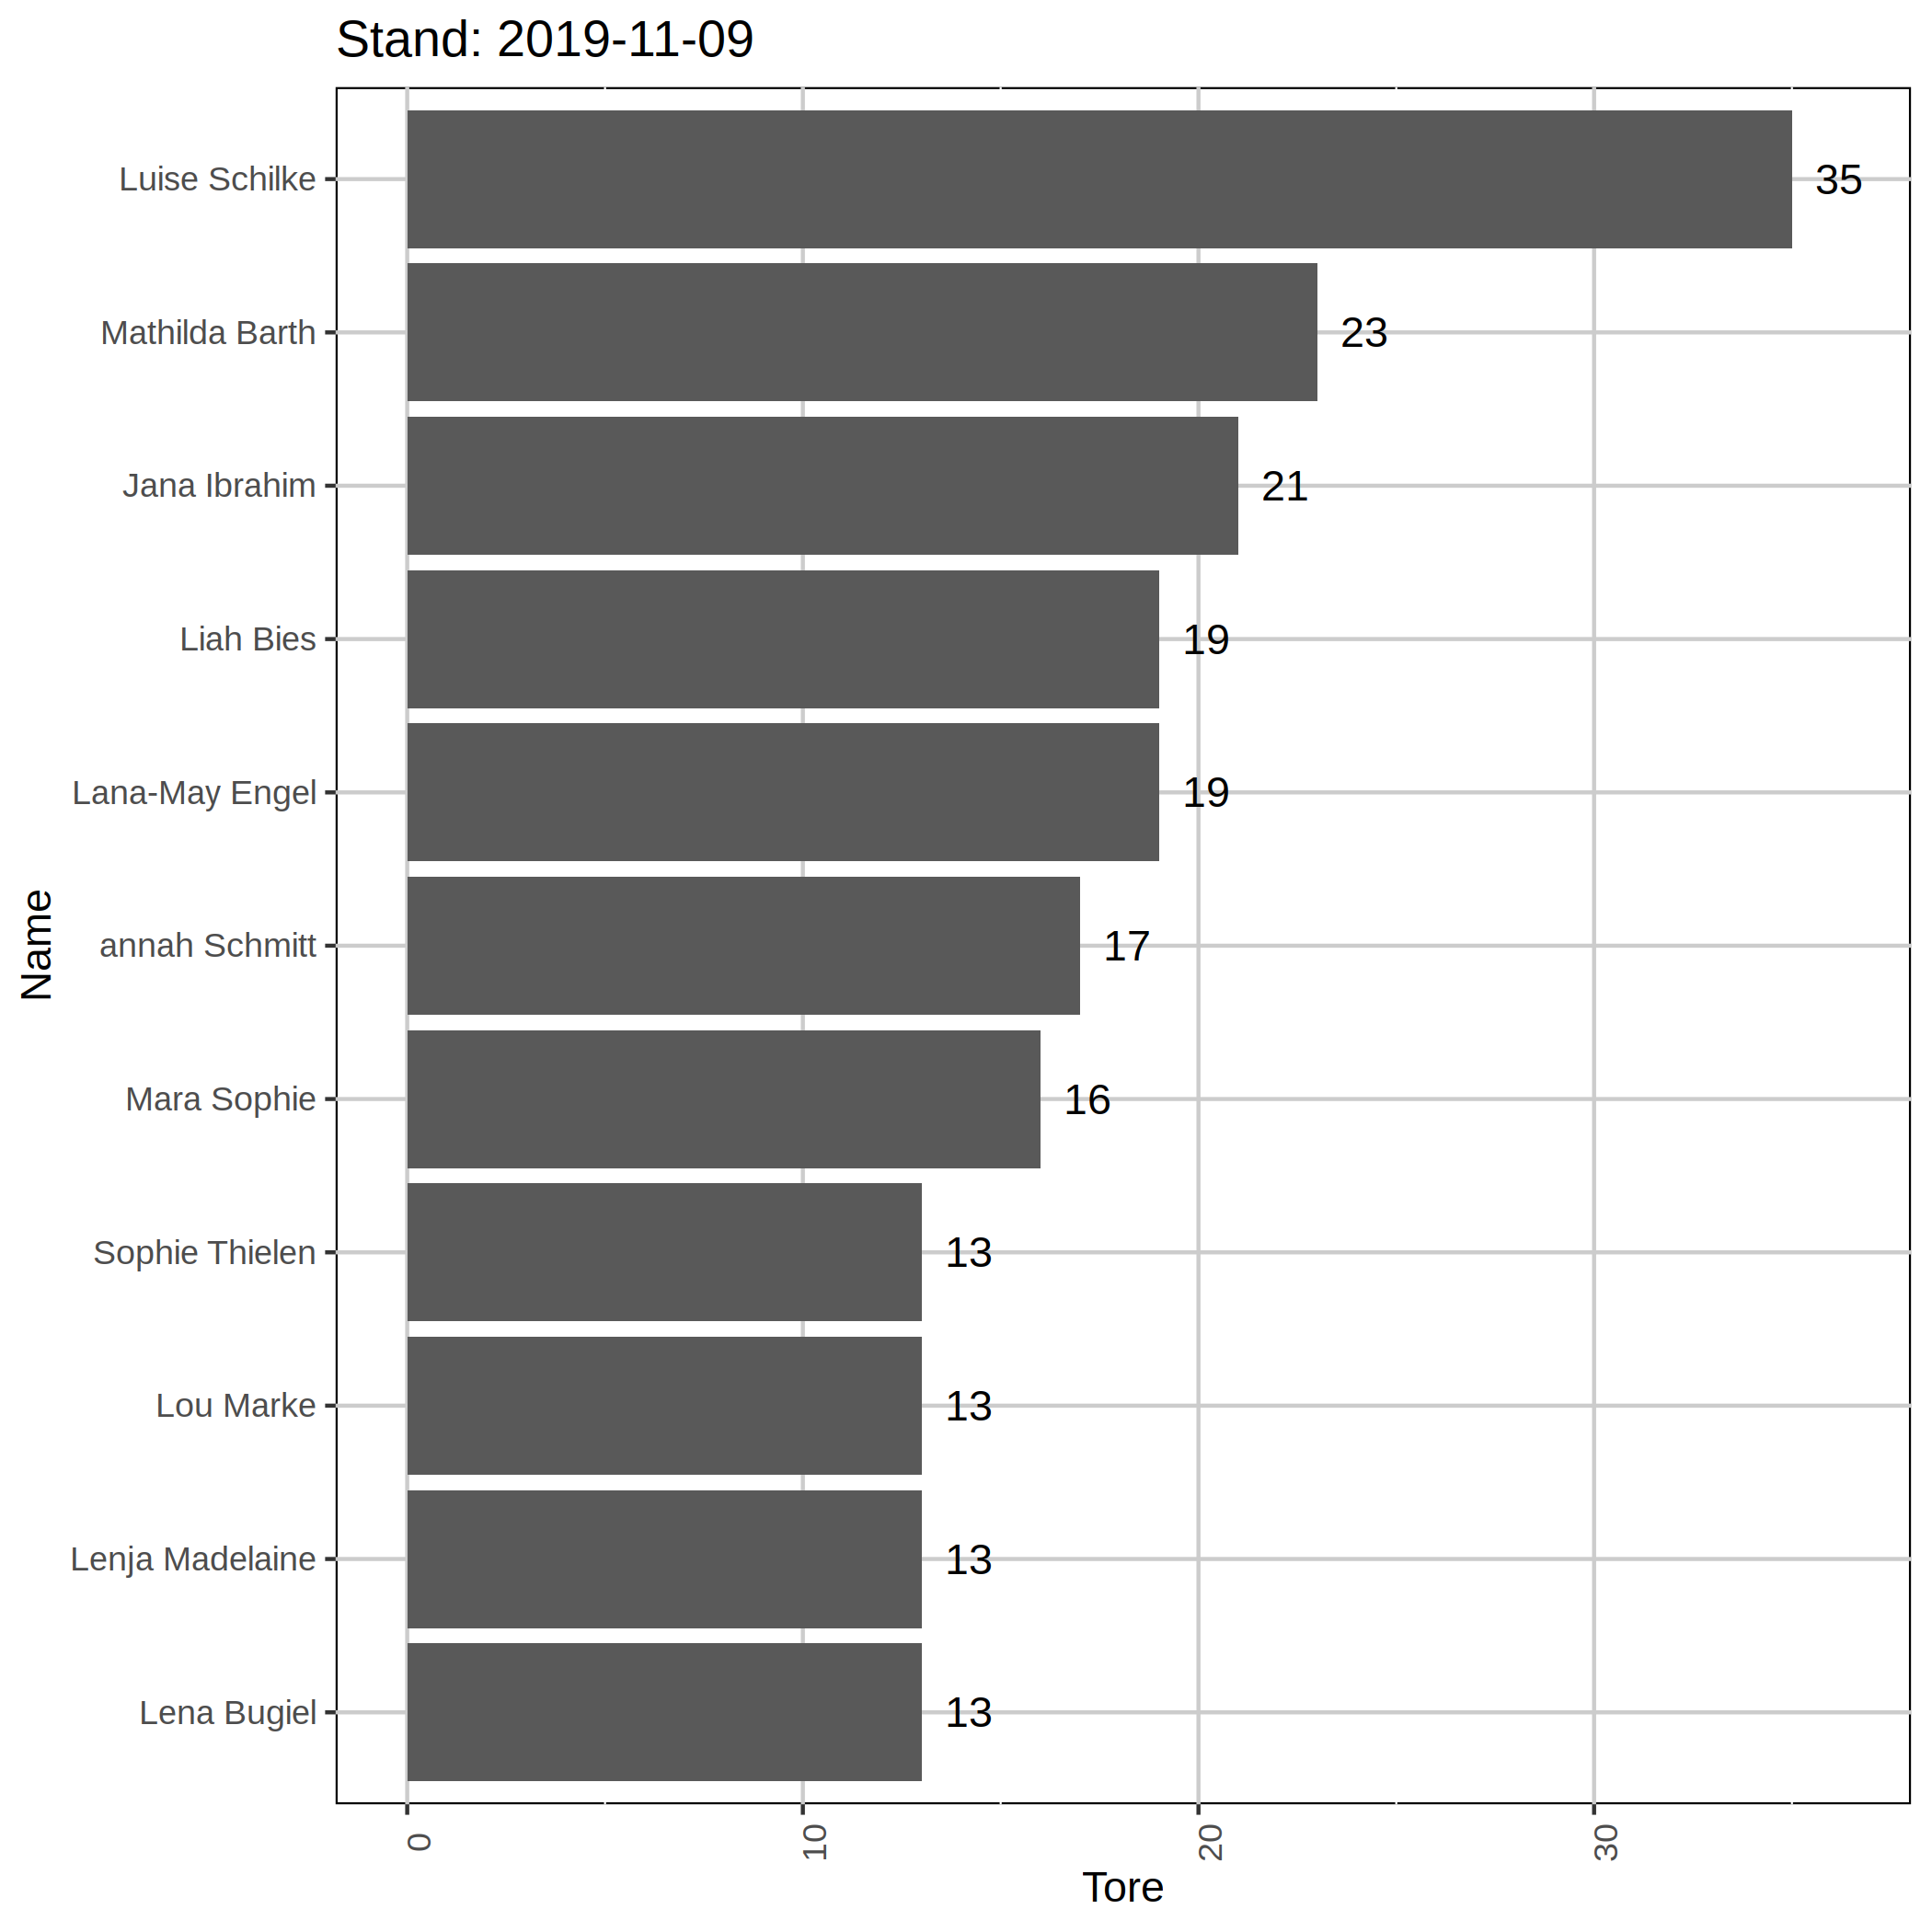 Stand: 2019-11-09
Luise Schilke 35
Mathilda Barth 23
Jana Ibrahim 21
Liah Bies 19
Lana-May Engel 19
annah Schmitt 17
Mara Sophie 16
Sophie Thielen 13
Lou Marke 13
Lenja Madelaine 13
Lena Bugiel 13
Name
0 10 20 30
Tore